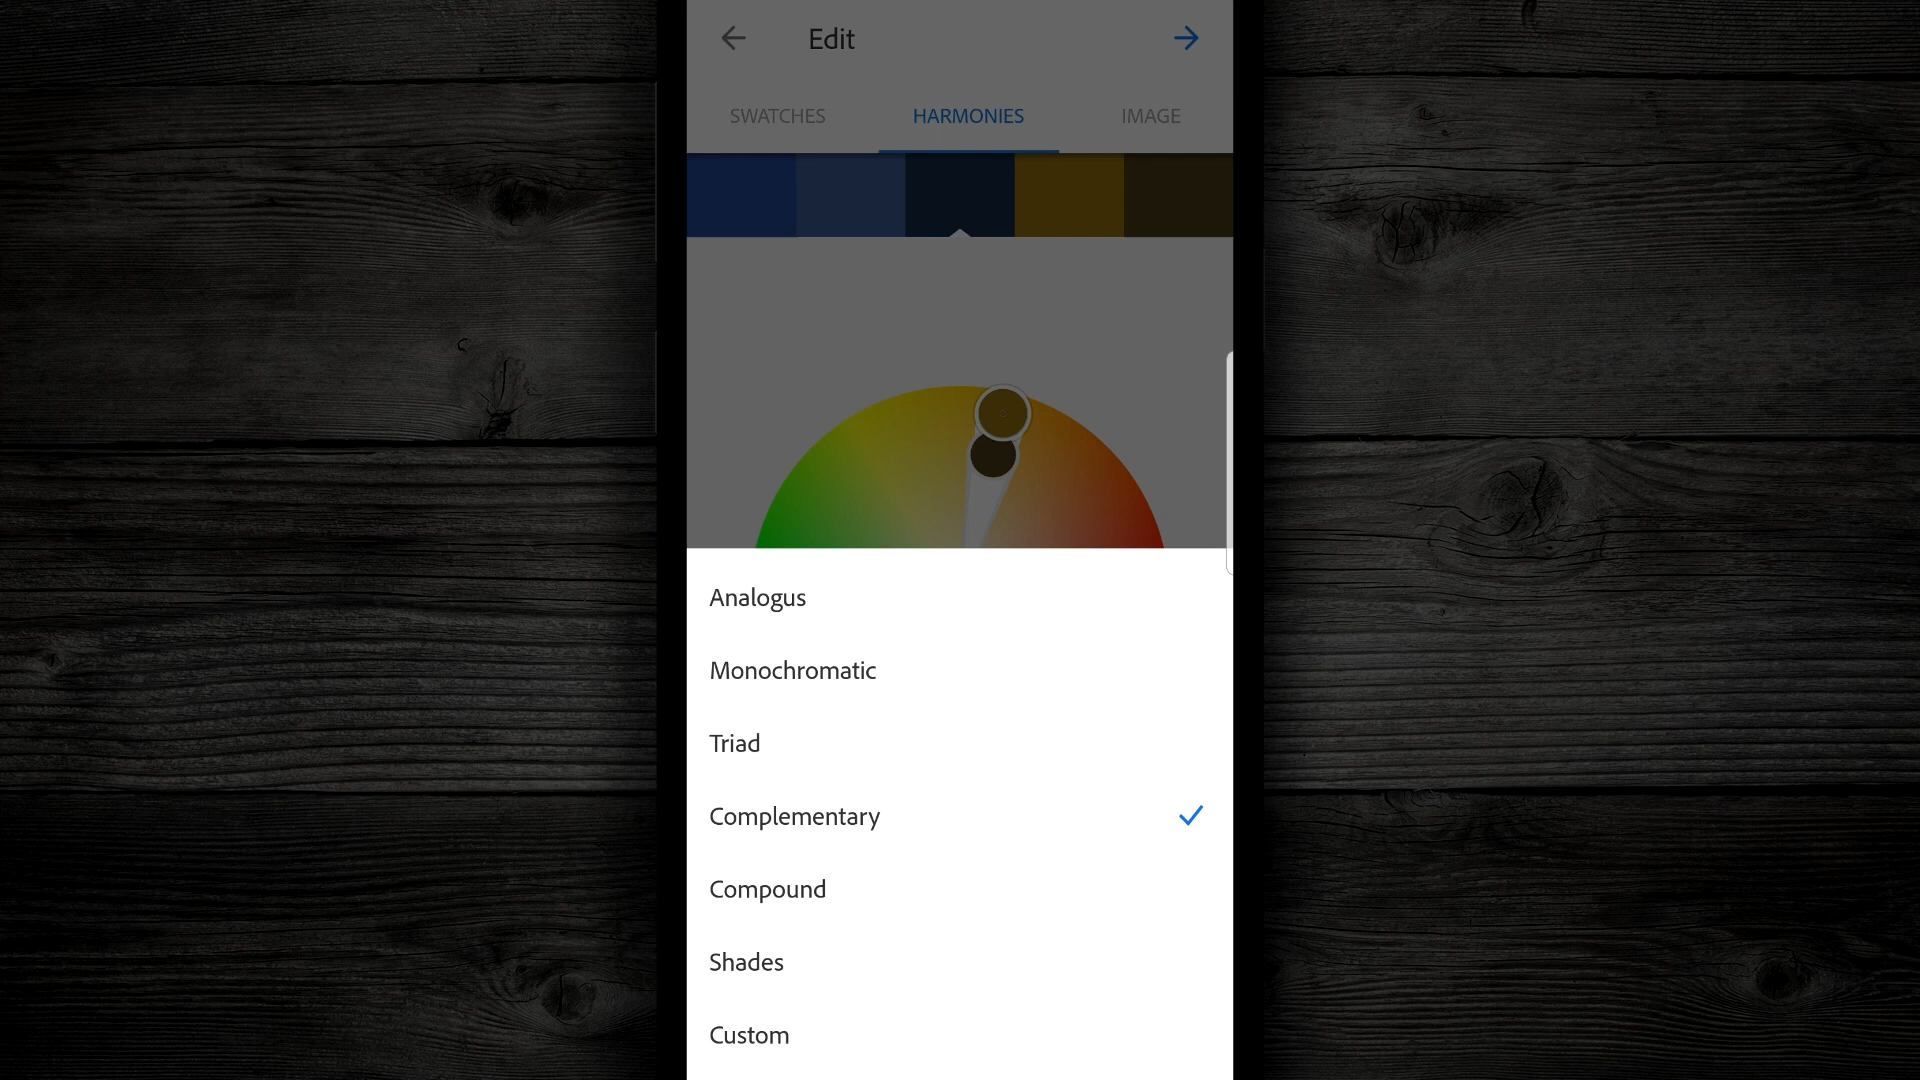 Edit
SWATCHES HARMONIES IMAGE
Analogus
Monochromatic
Triad
Complementary
Compound
Shades
Custom